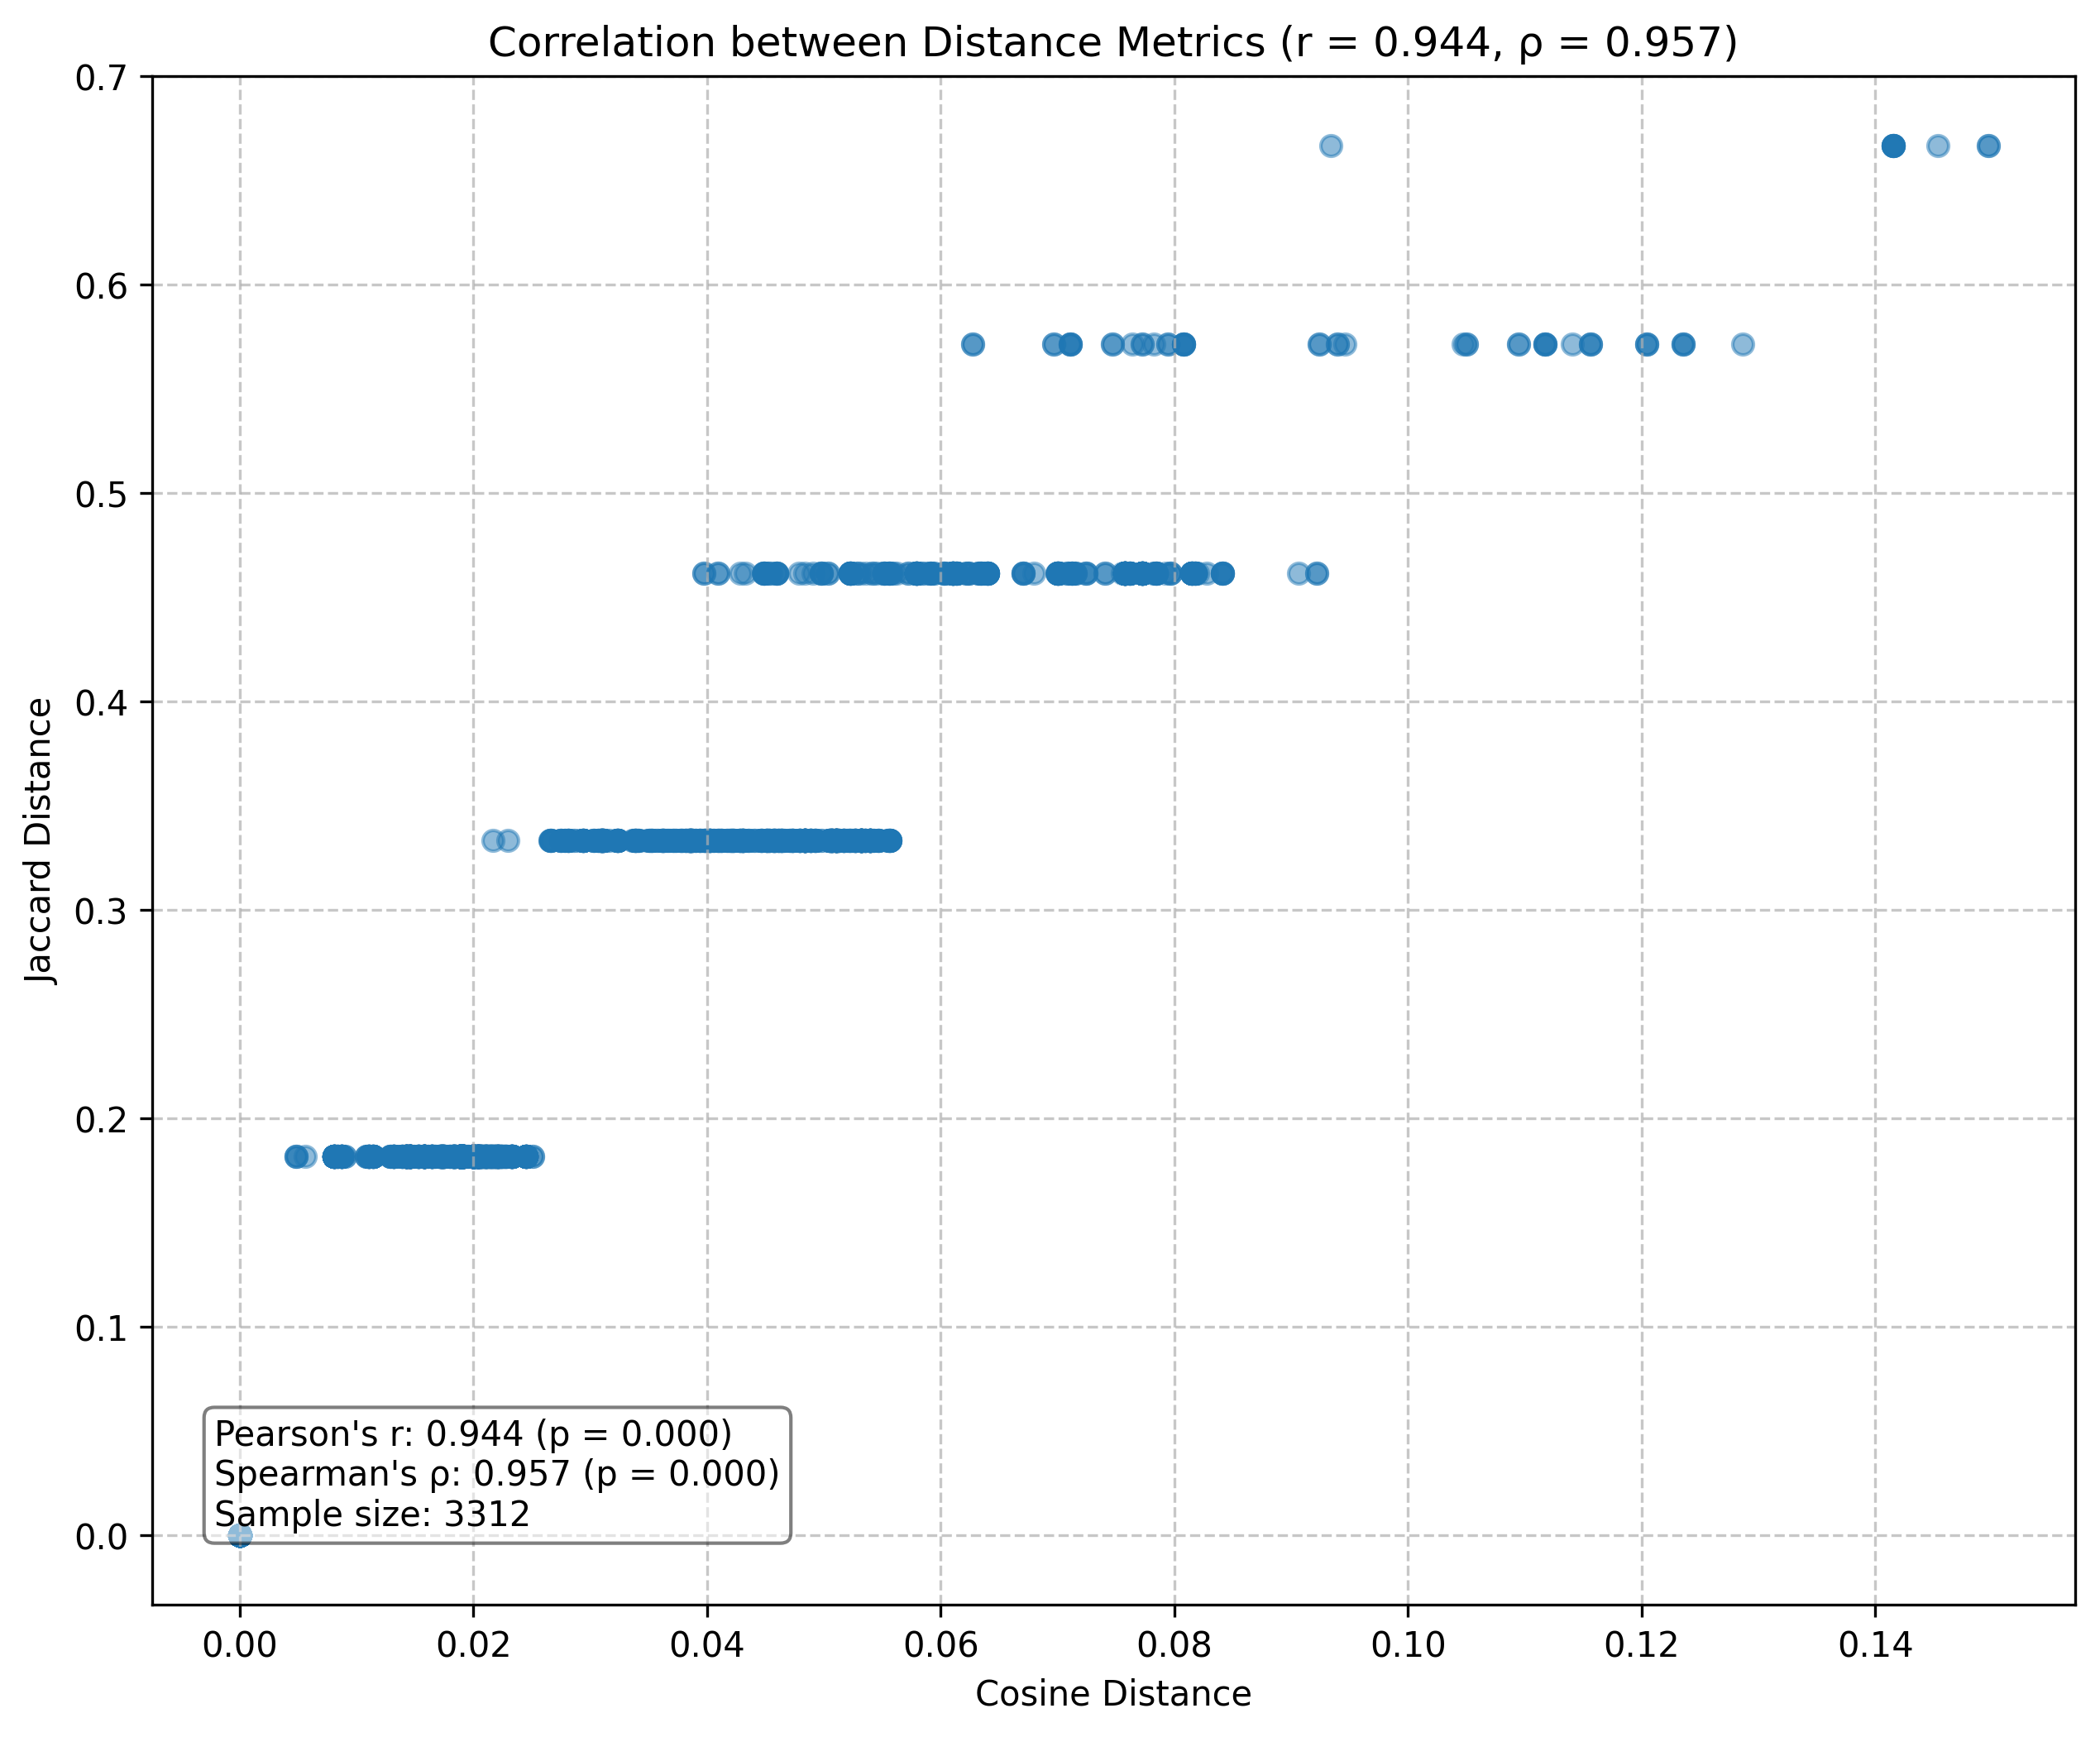 Correlation between Distance Metrics (r = 0.944, ρ = 0.957)
0.7
0.6
0.5
0.4
0.3
0.2
0.1
0.0
Jaccard Distance
Pearson's r: 0.944 (p = 0.000)
Spearman's ρ: 0.957 (p = 0.000)
Sample size: 3312
0.00 0.02 0.04 0.06 0.08 0.10 0.12 0.14
Cosine Distance